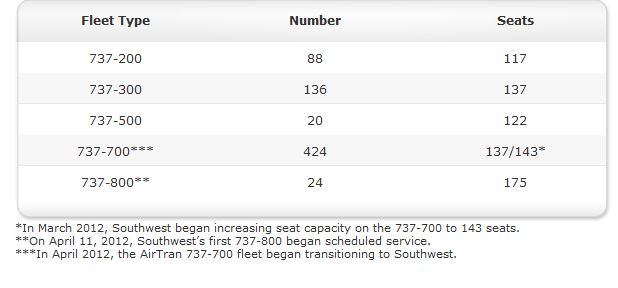 Fleet Type Number Seats
737-200 88 117
737-300 136 137
737-500 20 122
737-700*** 424 137/143*
737-800** 24 175
*In March 2012, Southwest began increasing seat capacity on the 737-700 to 143 seats.
**On April 11, 2012, Southwest's first 737-800 began scheduled service.
***In April 2012, the AirTran 737-700 fleet began transitioning to Southwest.